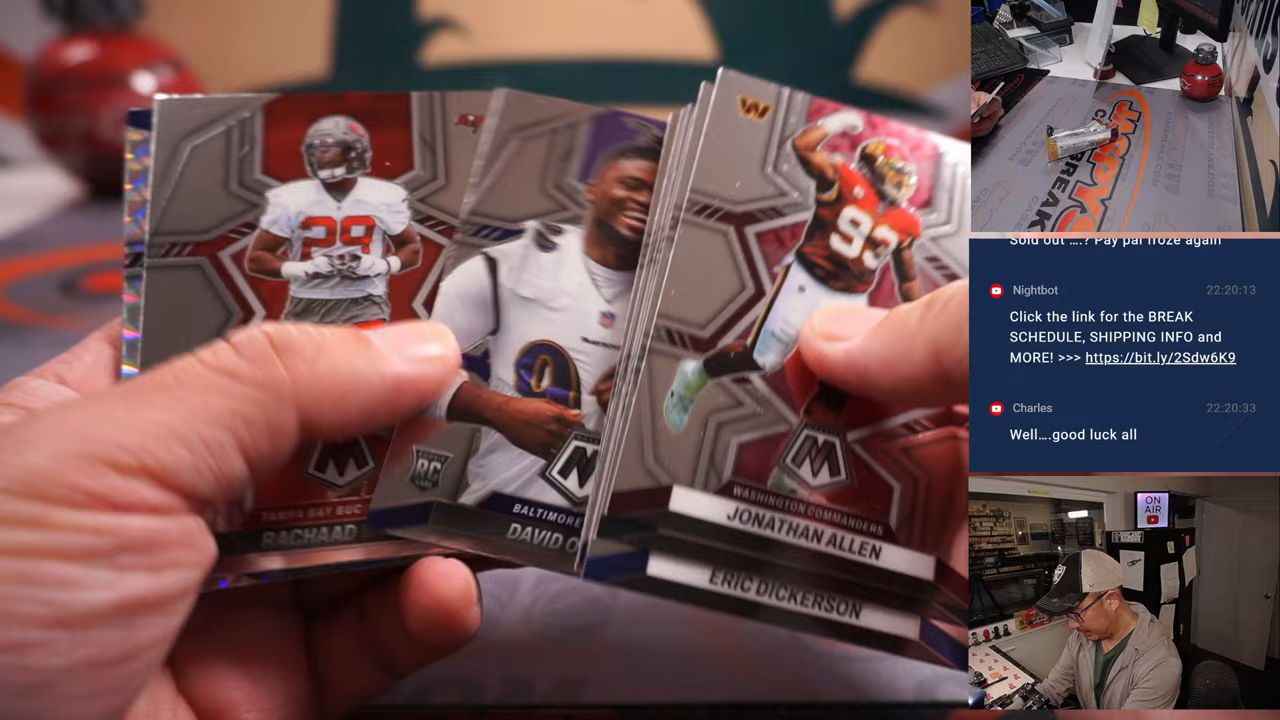 29
TAMPA BAY BUC
RACHAAD
RC
BALTIMORE
DAVID O
W
93
M
WASHINGTON COMMANDERS
JONATHAN ALLEN
ERIC DICKERSON
JASPY'S
Sold out ....? Pay pal froze again
Nightbot
22:20:13
Click the link for the BREAK
SCHEDULE, SHIPPING INFO and
MORE! >>> https://bit.ly/2Sdw6K9
Charles
22:20:33
Well....good luck all
ON
AIR